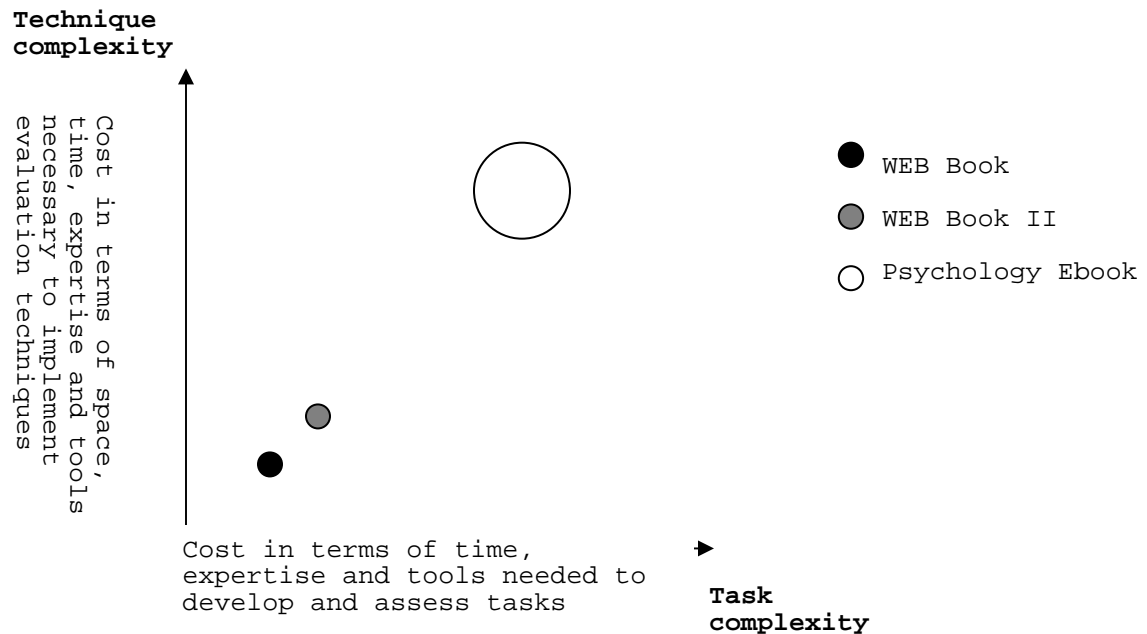 Technique
complexity
Cost in terms of space,
time, expertise and tools
necessary to implement
evaluation techniques
WEB Book
WEB Book II
Psychology Ebook
Cost in terms of time,
expertise and tools needed to
develop and assess tasks
Task
complexity